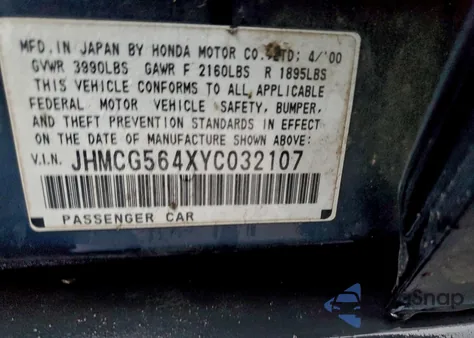 MFD.IN JAPAN BY HONDA MOTOR CO.,LTD; 4/'00
GVWR 3890LBS GAWR F 2160LBS R 1895LBS
THIS VEHICLE CONFORMS TO ALL APPLICABLE
FEDERAL MOTOR VEHICLE SAFETY, BUMPER,
AND THEFT PREVENTION STANDARDS IN EFFECT
ON THE DATE OF MANUFACTURE SHOWN ABOVE:
V.I.N. JHMCG564XYC032107
PASSENGER CAR